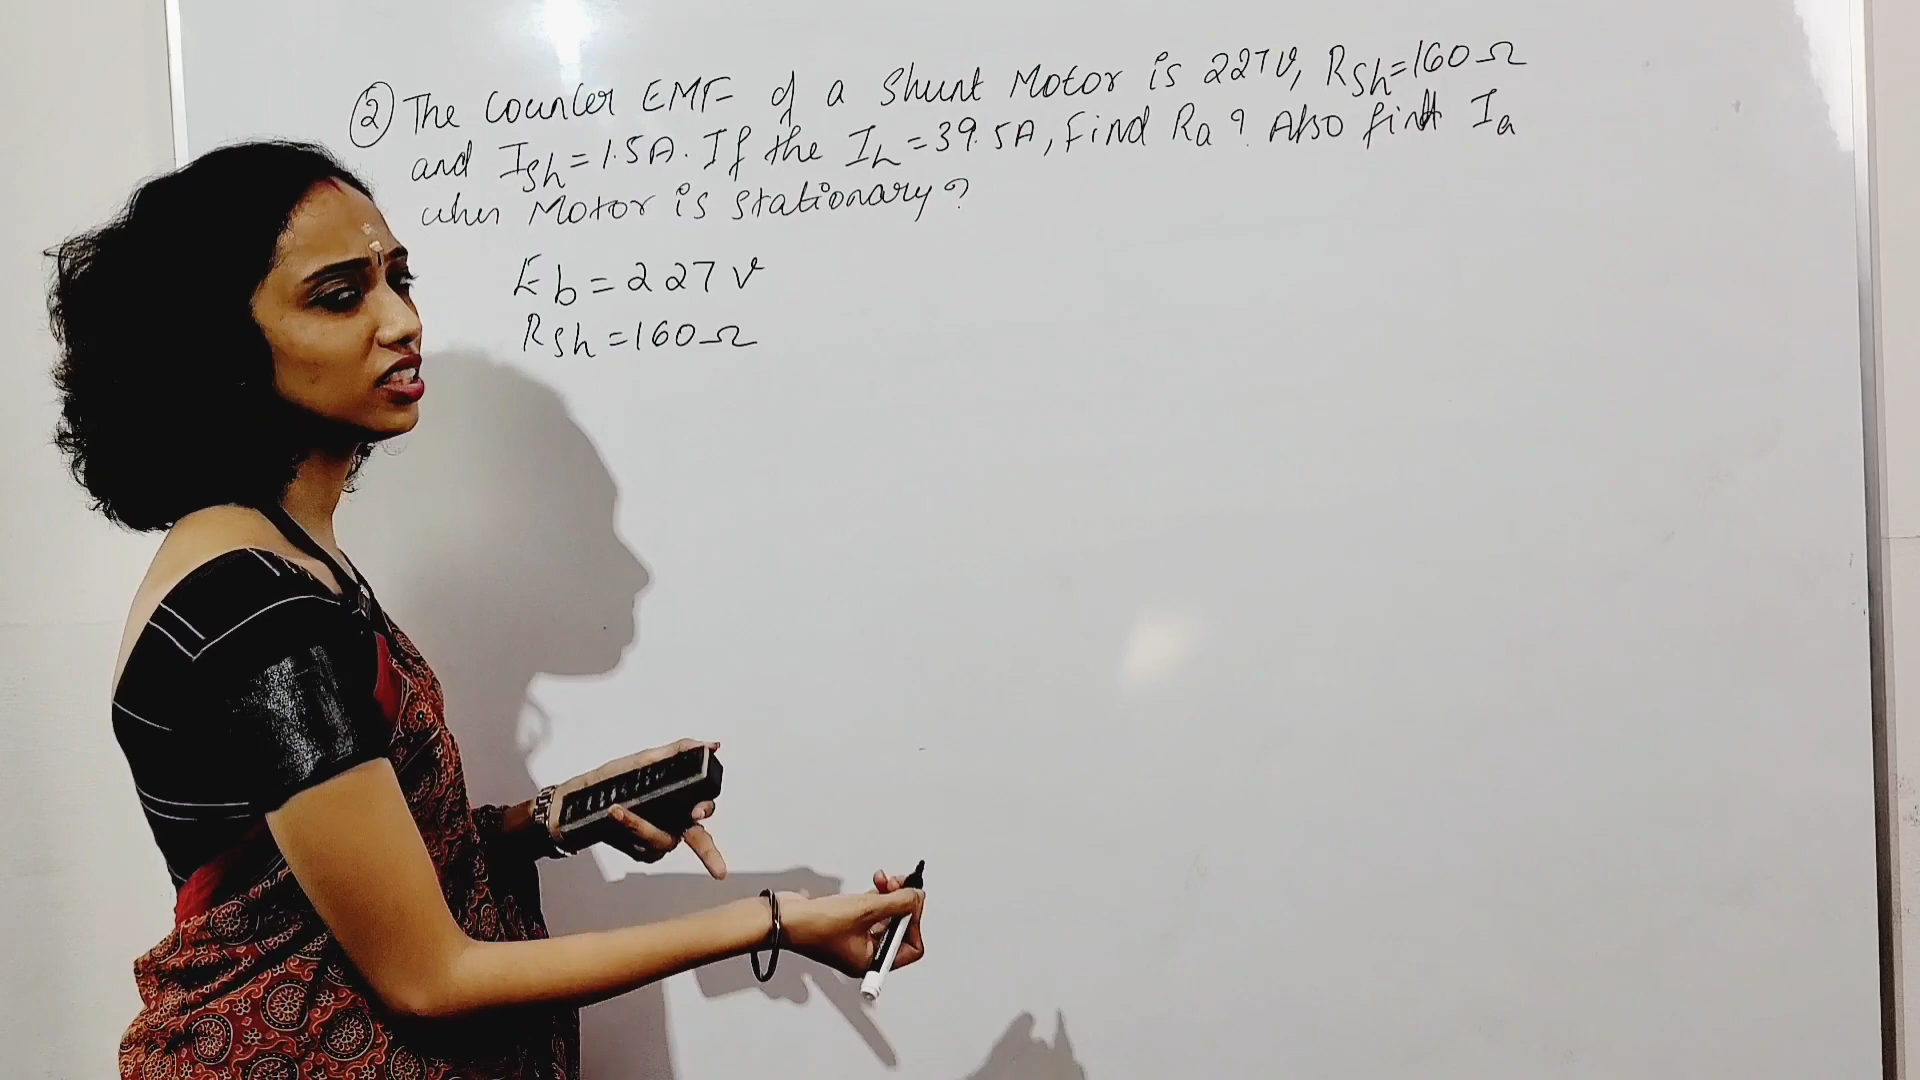 ② The Counter EMF of a Shunt Motor is 227V, Rsh=160Ω
and Ish=1.5A. If the IL=39.5A, Find Ra? Also find Ia
when Motor is stationary?
Eb=227V
Rsh=160Ω